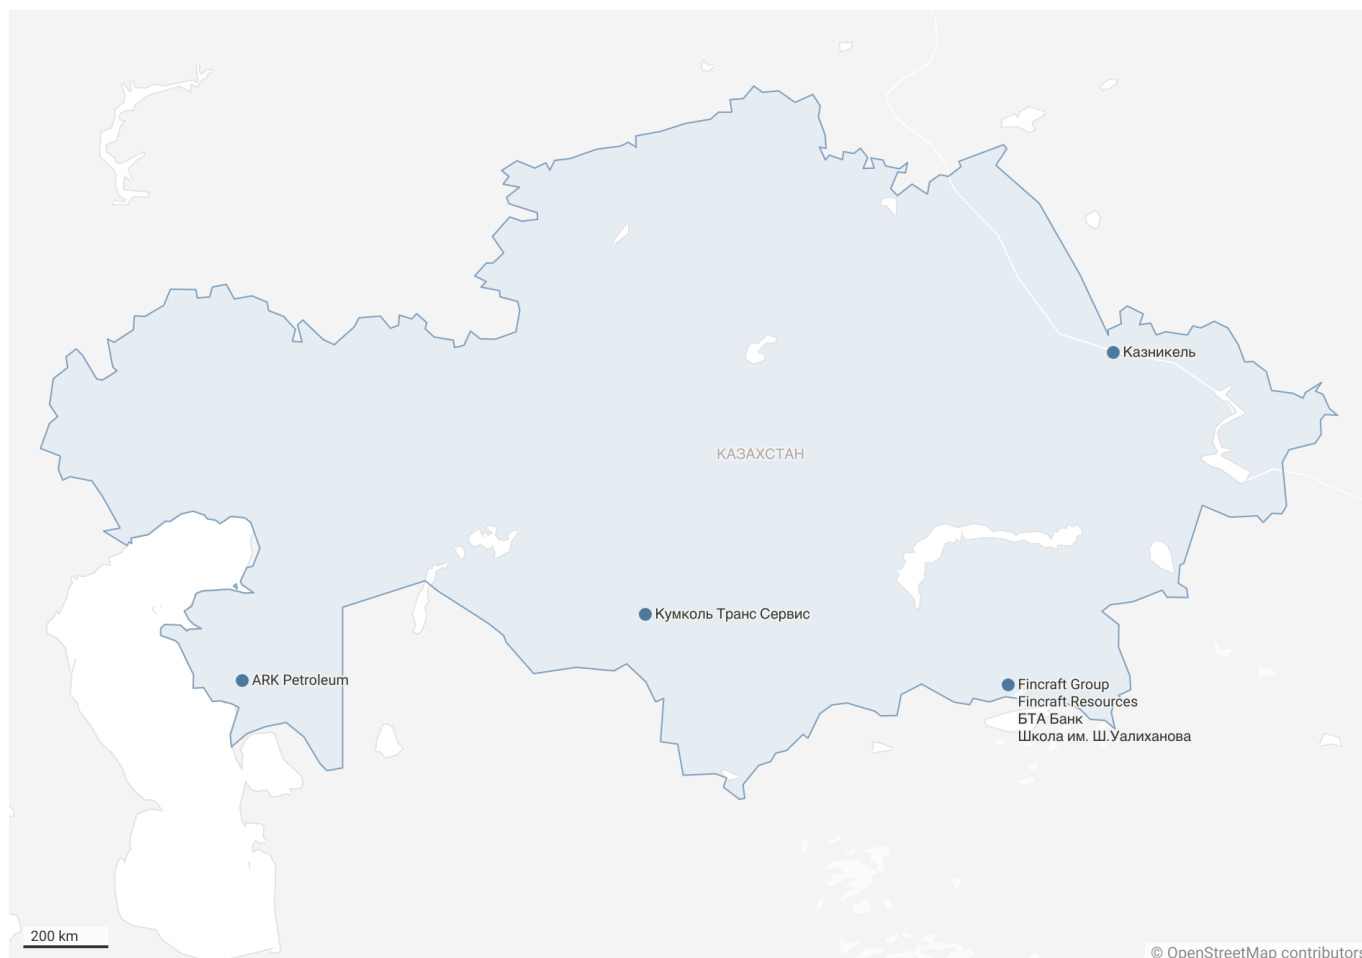 Казникель
КАЗАХСТАН
Кумколь Транс Сервис
ARK Petroleum
Fincraft Group
Fincraft Resources
БТА Банк
Школа им. Ш.Уалиханова
200 km
© OpenStreetMap contributors